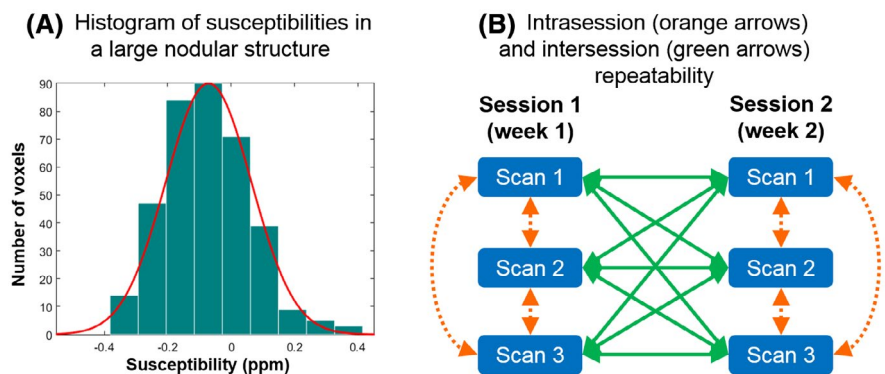 (A) Histogram of susceptibilities in
a large nodular structure
90
80
70
60
50
40
30
20
10
0
Number of voxels
-0.4 -0.2 0 0.2 0.4
Susceptibility (ppm)
(B) Intrasession (orange arrows)
and intersession (green arrows)
repeatability
Session 1
(week 1)
Session 2
(week 2)
Scan 1 Scan 1
Scan 2 Scan 2
Scan 3 Scan 3